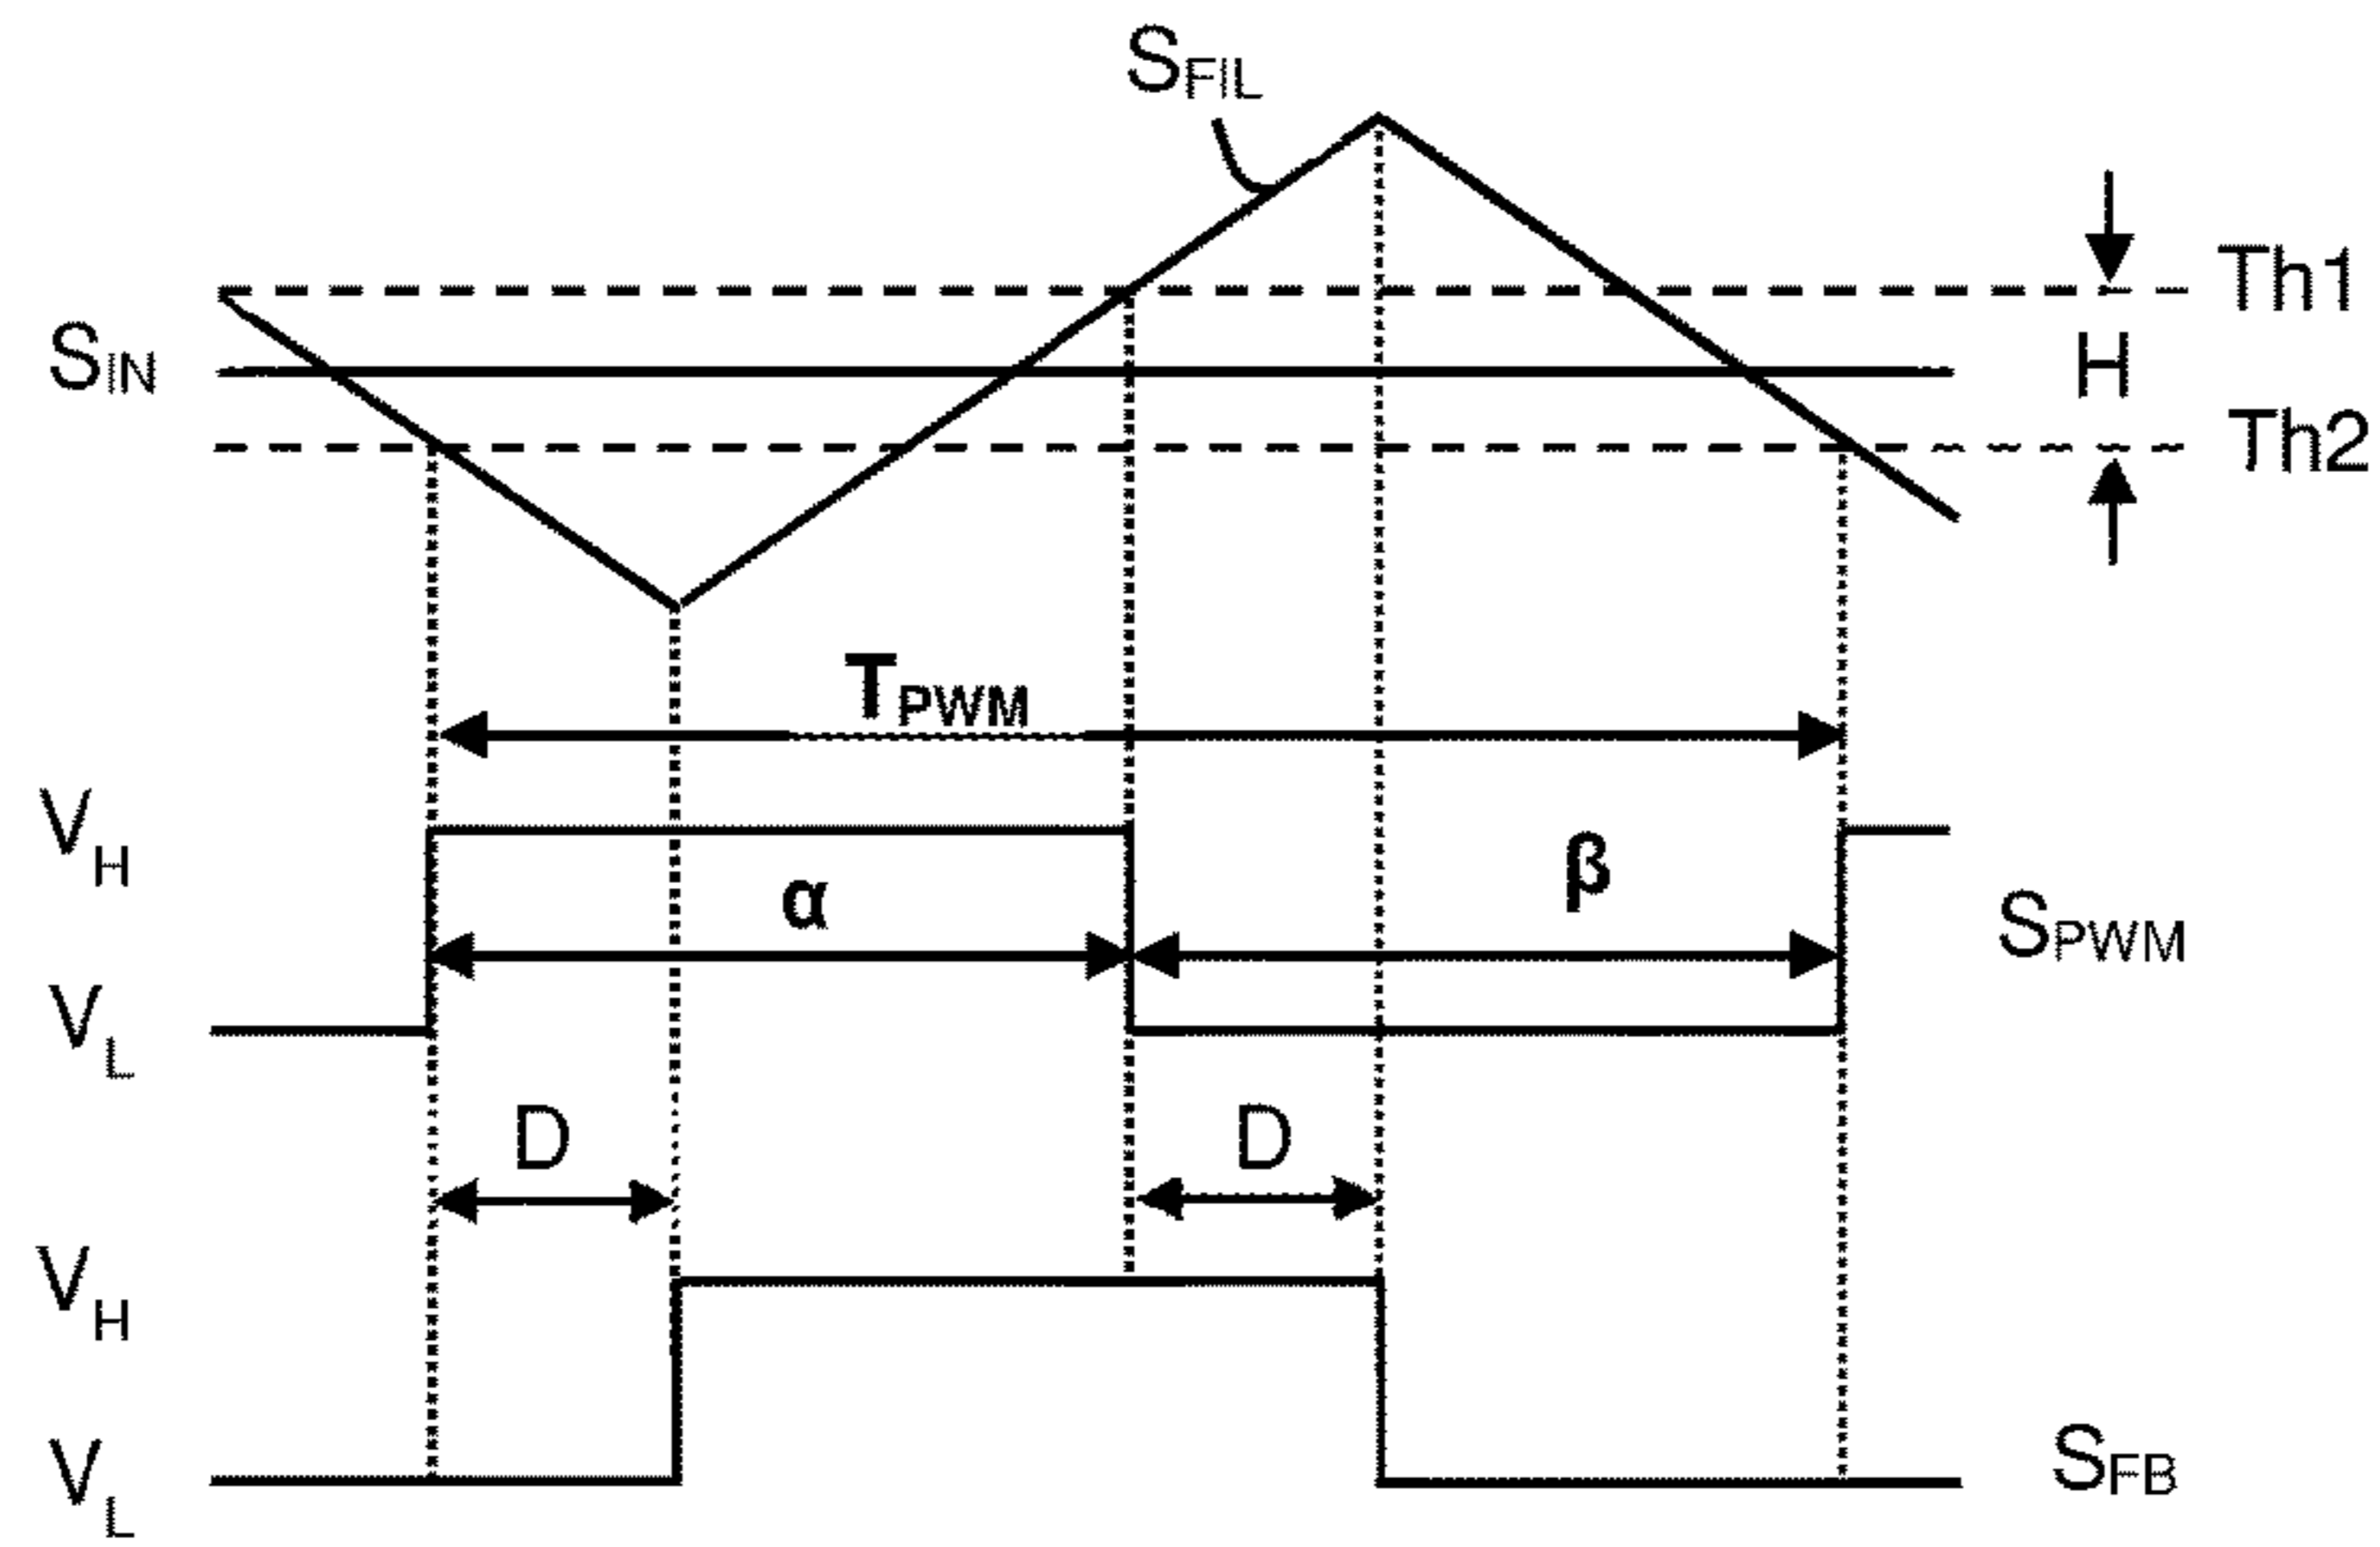 SFIL
Th1
SIN
H
Th2
TPWM
VH
α
β
SPWM
VL
D
D
VH
VL
SFB